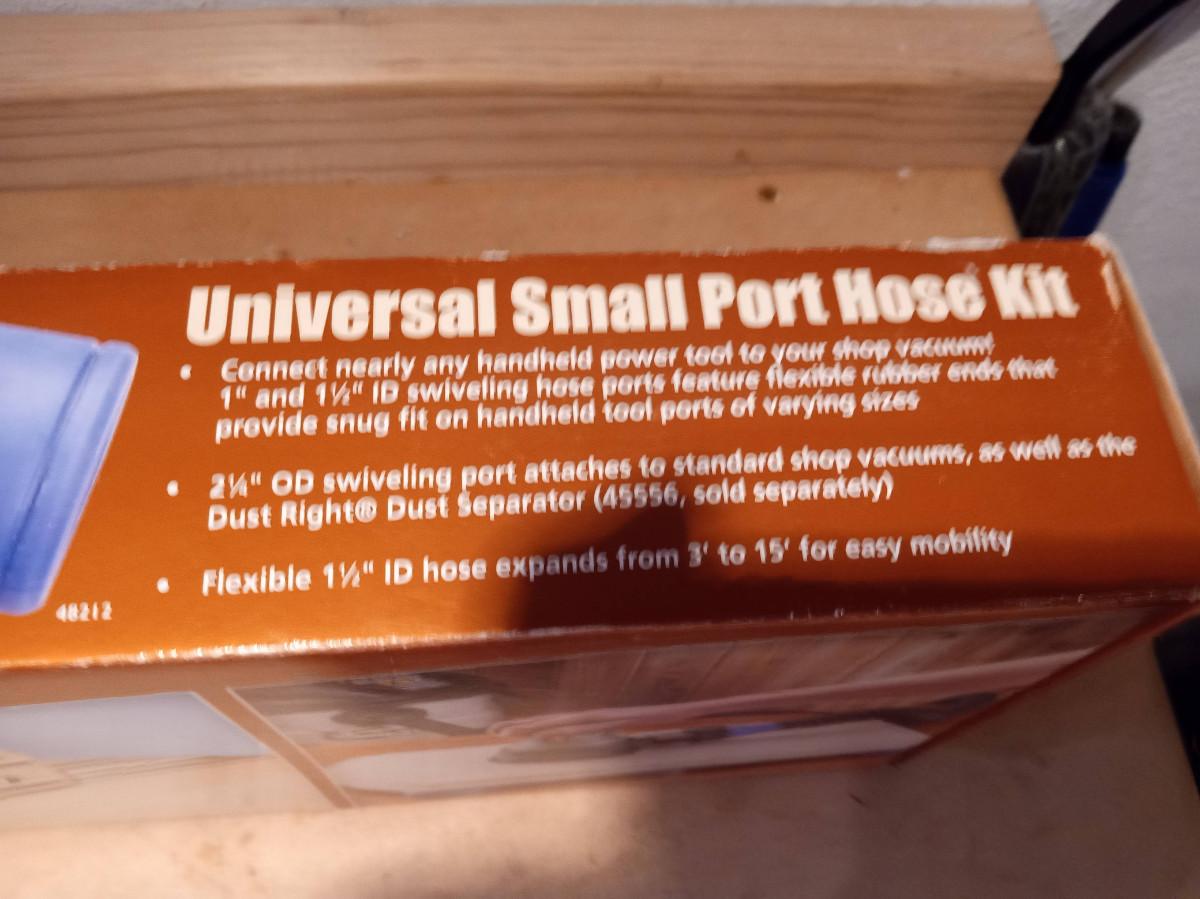 Universal Small Port Hose Kit
• Connect nearly any handheld power tool to your shop vacuum!
1" and 1½" ID swiveling hose ports feature flexible rubber ends that
provide snug fit on handheld tool ports of varying sizes
• 2¼" OD swiveling port attaches to standard shop vacuums, as well as the
Dust Right® Dust Separator (45556, sold separately)
• Flexible 1½" ID hose expands from 3' to 15' for easy mobility
48212